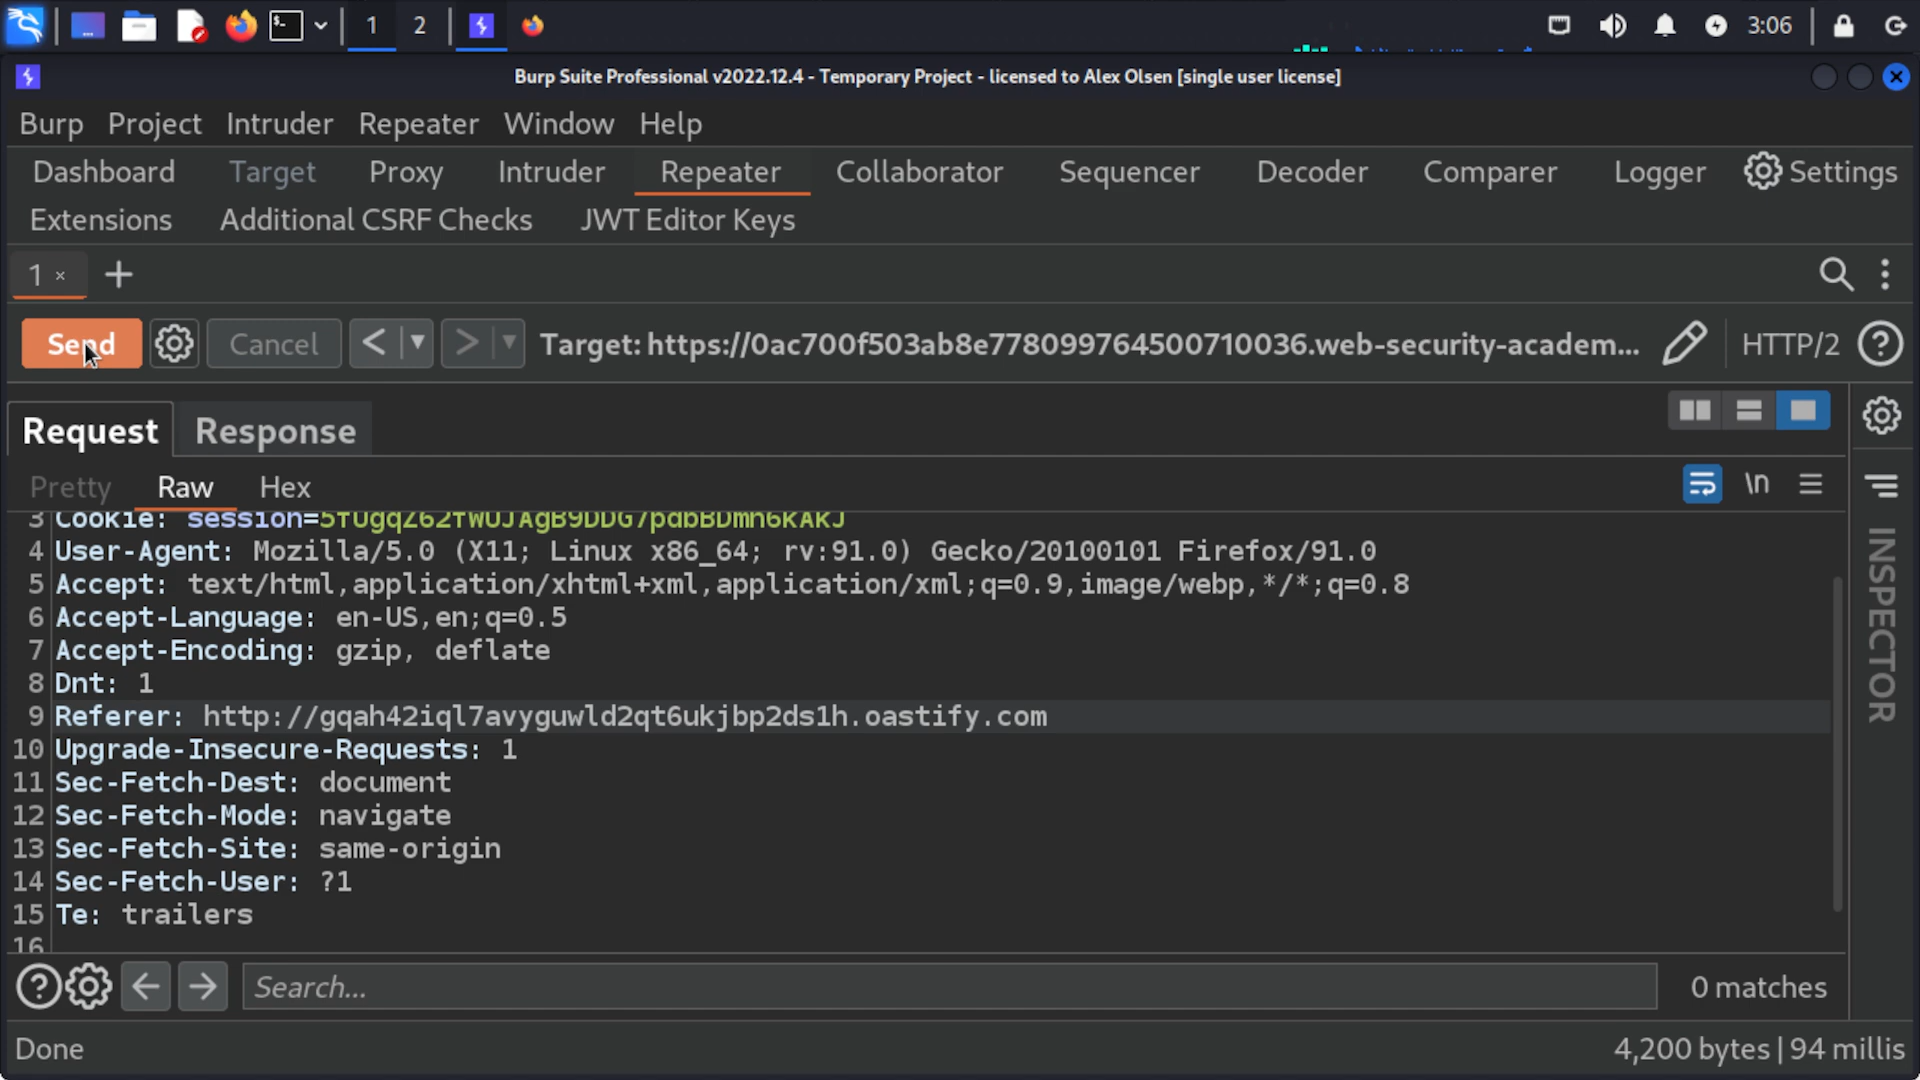 1 2 3:06
Burp Suite Professional v2022.12.4 - Temporary Project - licensed to Alex Olsen [single user license]
Burp Project Intruder Repeater Window Help
Dashboard Target Proxy Intruder Repeater Collaborator Sequencer Decoder Comparer Logger Settings
Extensions Additional CSRF Checks JWT Editor Keys
1 × +
Send Cancel < > Target: https://0ac700f503ab8e778099764500710036.web-security-academ... HTTP/2
Request Response
Pretty Raw Hex \n
3 Cookie: session=
4 User-Agent: Mozilla/5.0 (X11; Linux x86_64; rv:91.0) Gecko/20100101 Firefox/91.0
5 Accept: text/html,application/xhtml+xml,application/xml;q=0.9,image/webp,*/*;q=0.8
6 Accept-Language: en-US,en;q=0.5
7 Accept-Encoding: gzip, deflate
8 Dnt: 1
9 Referer: http://gqah42iql7avyguwld2qt6ukjbp2ds1h.oastify.com
10 Upgrade-Insecure-Requests: 1
11 Sec-Fetch-Dest: document
12 Sec-Fetch-Mode: navigate
13 Sec-Fetch-Site: same-origin
14 Sec-Fetch-User: ?1
15 Te: trailers
16
INSPECTOR
Search... 0 matches
Done 4,200 bytes | 94 millis